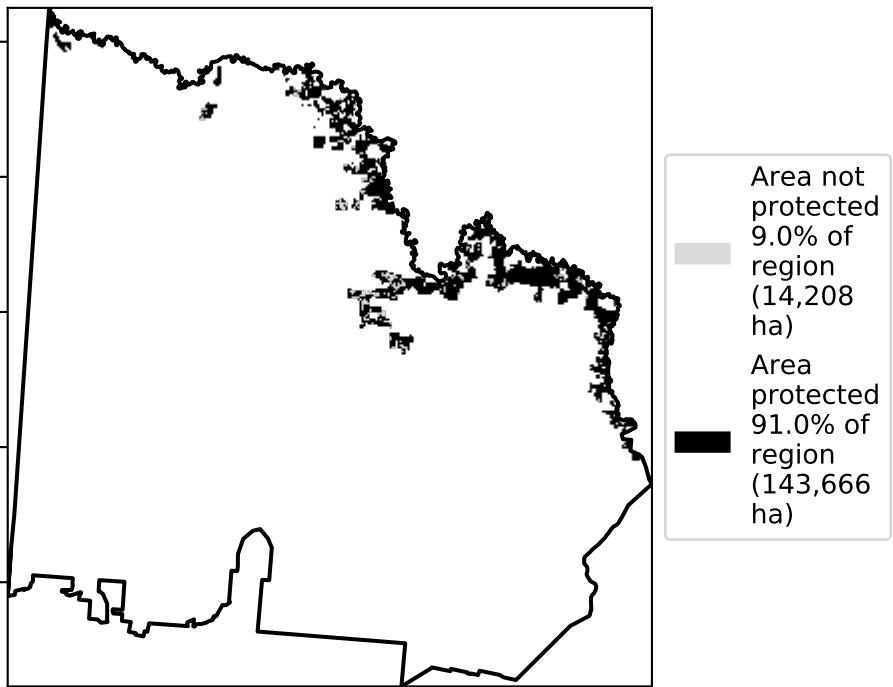 Area not
protected
9.0% of
region
(14,208
ha)
Area
protected
91.0% of
region
(143,666
ha)